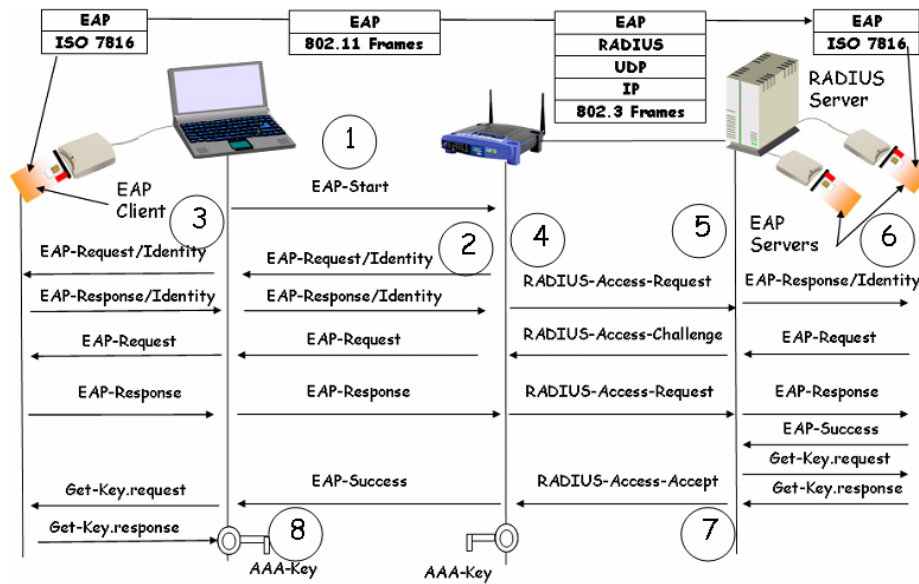 EAP
ISO 7816
EAP
802.11 Frames
EAP
RADIUS
UDP
IP
802.3 Frames
EAP
ISO 7816
RADIUS
Server
1
EAP
Client
EAP-Start
3
2
4
5
EAP
Servers
6
EAP-Request/Identity
EAP-Request/Identity
EAP-Response/Identity
EAP-Response/Identity
RADIUS-Access-Request
EAP-Response/Identity
EAP-Request
EAP-Request
RADIUS-Access-Challenge
EAP-Request
EAP-Response
EAP-Response
RADIUS-Access-Request
EAP-Response
EAP-Success
Get-Key.request
Get-Key.request
EAP-Success
RADIUS-Access-Accept
Get-Key.response
Get-Key.response
8
7
AAA-Key
AAA-Key